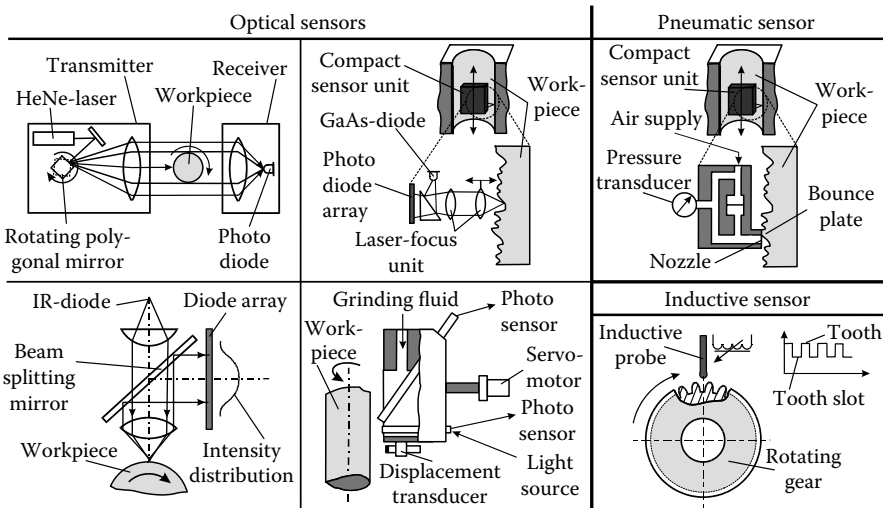 Optical sensors
Pneumatic sensor
Transmitter
HeNe-laser
Receiver
Workpiece
Rotating poly-
gonal mirror
Photo
diode
Compact
sensor unit
Work-
piece
GaAs-diode
Photo
diode
array
Laser-focus
unit
Compact
sensor unit
Work-
piece
Air supply
Pressure
transducer
Bounce
plate
Nozzle
IR-diode
Diode array
Beam
splitting
mirror
Workpiece
Intensity
distribution
Grinding fluid
Work-
piece
Photo
sensor
Servo-
motor
Photo
sensor
Light
source
Displacement
transducer
Inductive sensor
Inductive
probe
Tooth
Tooth slot
Rotating
gear